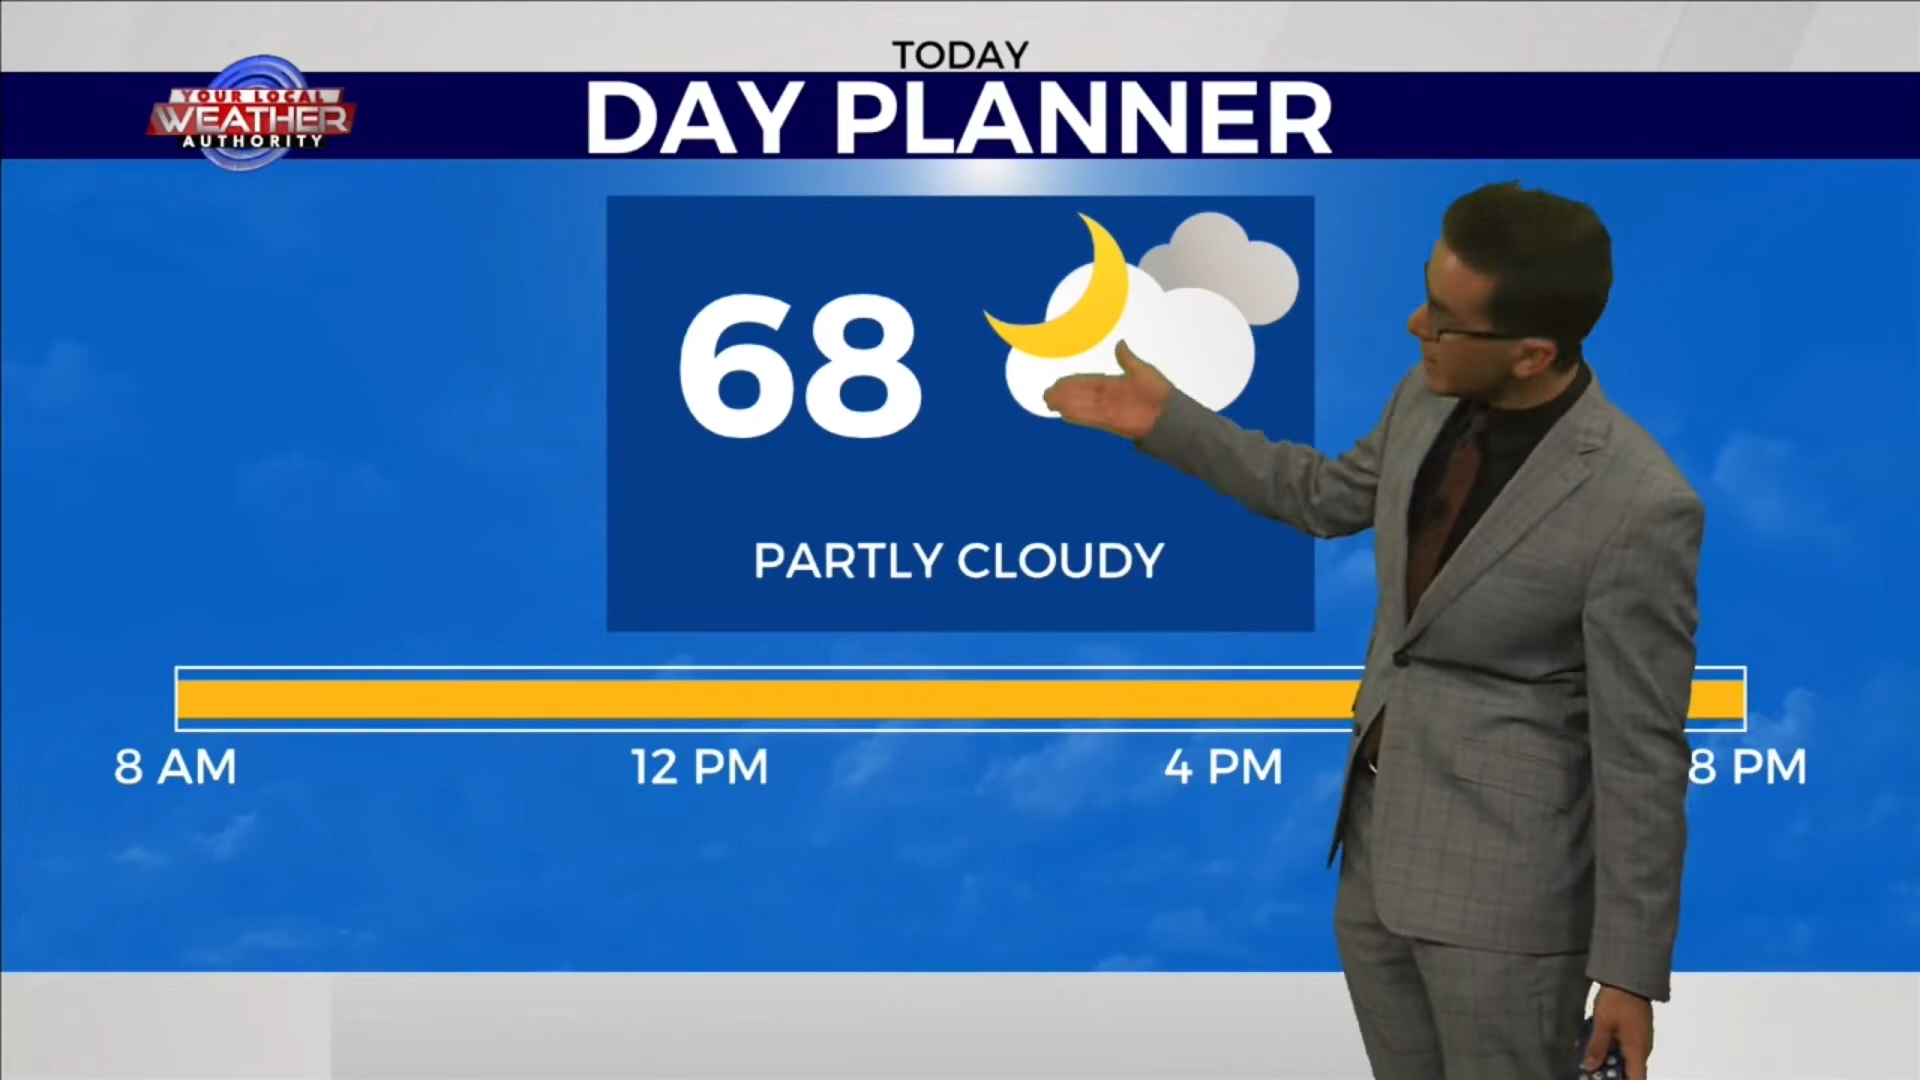 TODAY
DAY PLANNER
YOUR LOCAL
WEATHER
AUTHORITY
68
PARTLY CLOUDY
8 AM
12 PM
4 PM
8 PM